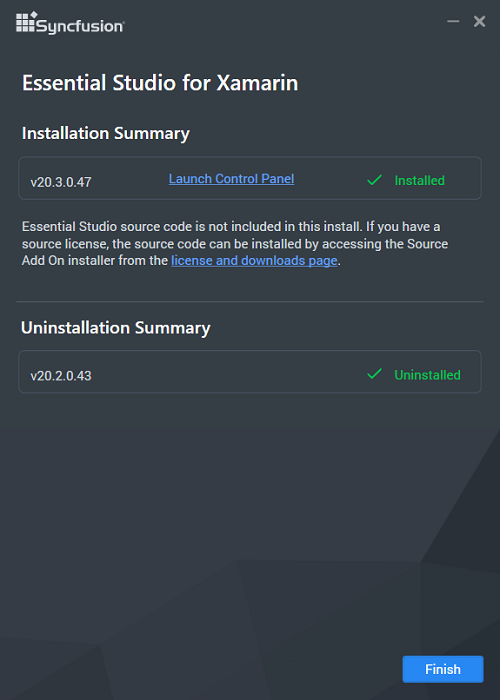 Syncfusion
Essential Studio for Xamarin
Installation Summary
v20.3.0.47 Launch Control Panel Installed
Essential Studio source code is not included in this install. If you have a
source license, the source code can be installed by accessing the Source
Add On installer from the license and downloads page.
Uninstallation Summary
v20.2.0.43 Uninstalled
Finish